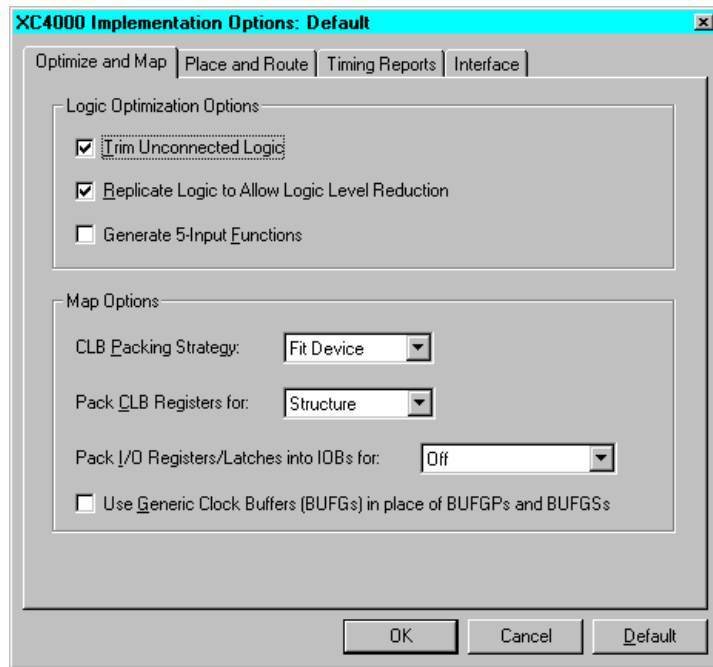 XC4000 Implementation Options: Default
Optimize and Map Place and Route Timing Reports Interface
Logic Optimization Options
Trim Unconnected Logic
Replicate Logic to Allow Logic Level Reduction
Generate 5-Input Functions
Map Options
CLB Packing Strategy: Fit Device
Pack CLB Registers for: Structure
Pack I/O Registers/Latches into IOBs for: Off
Use Generic Clock Buffers (BUFGs) in place of BUFGPs and BUFGSs
OK Cancel Default